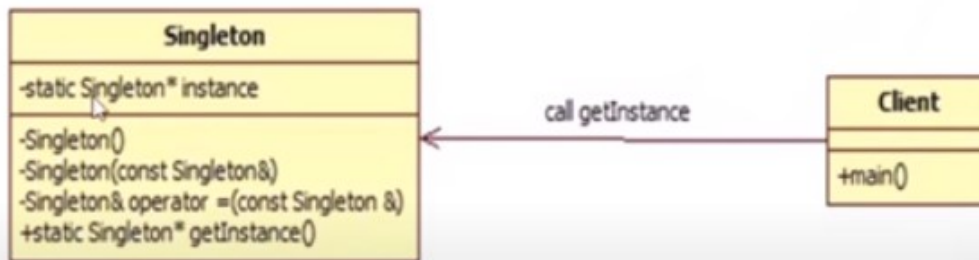 Singleton
-static Singleton* instance
-Singleton()
-Singleton(const Singleton&)
-Singleton& operator =(const Singleton &)
+static Singleton* getInstance()
call getInstance
Client
+main()